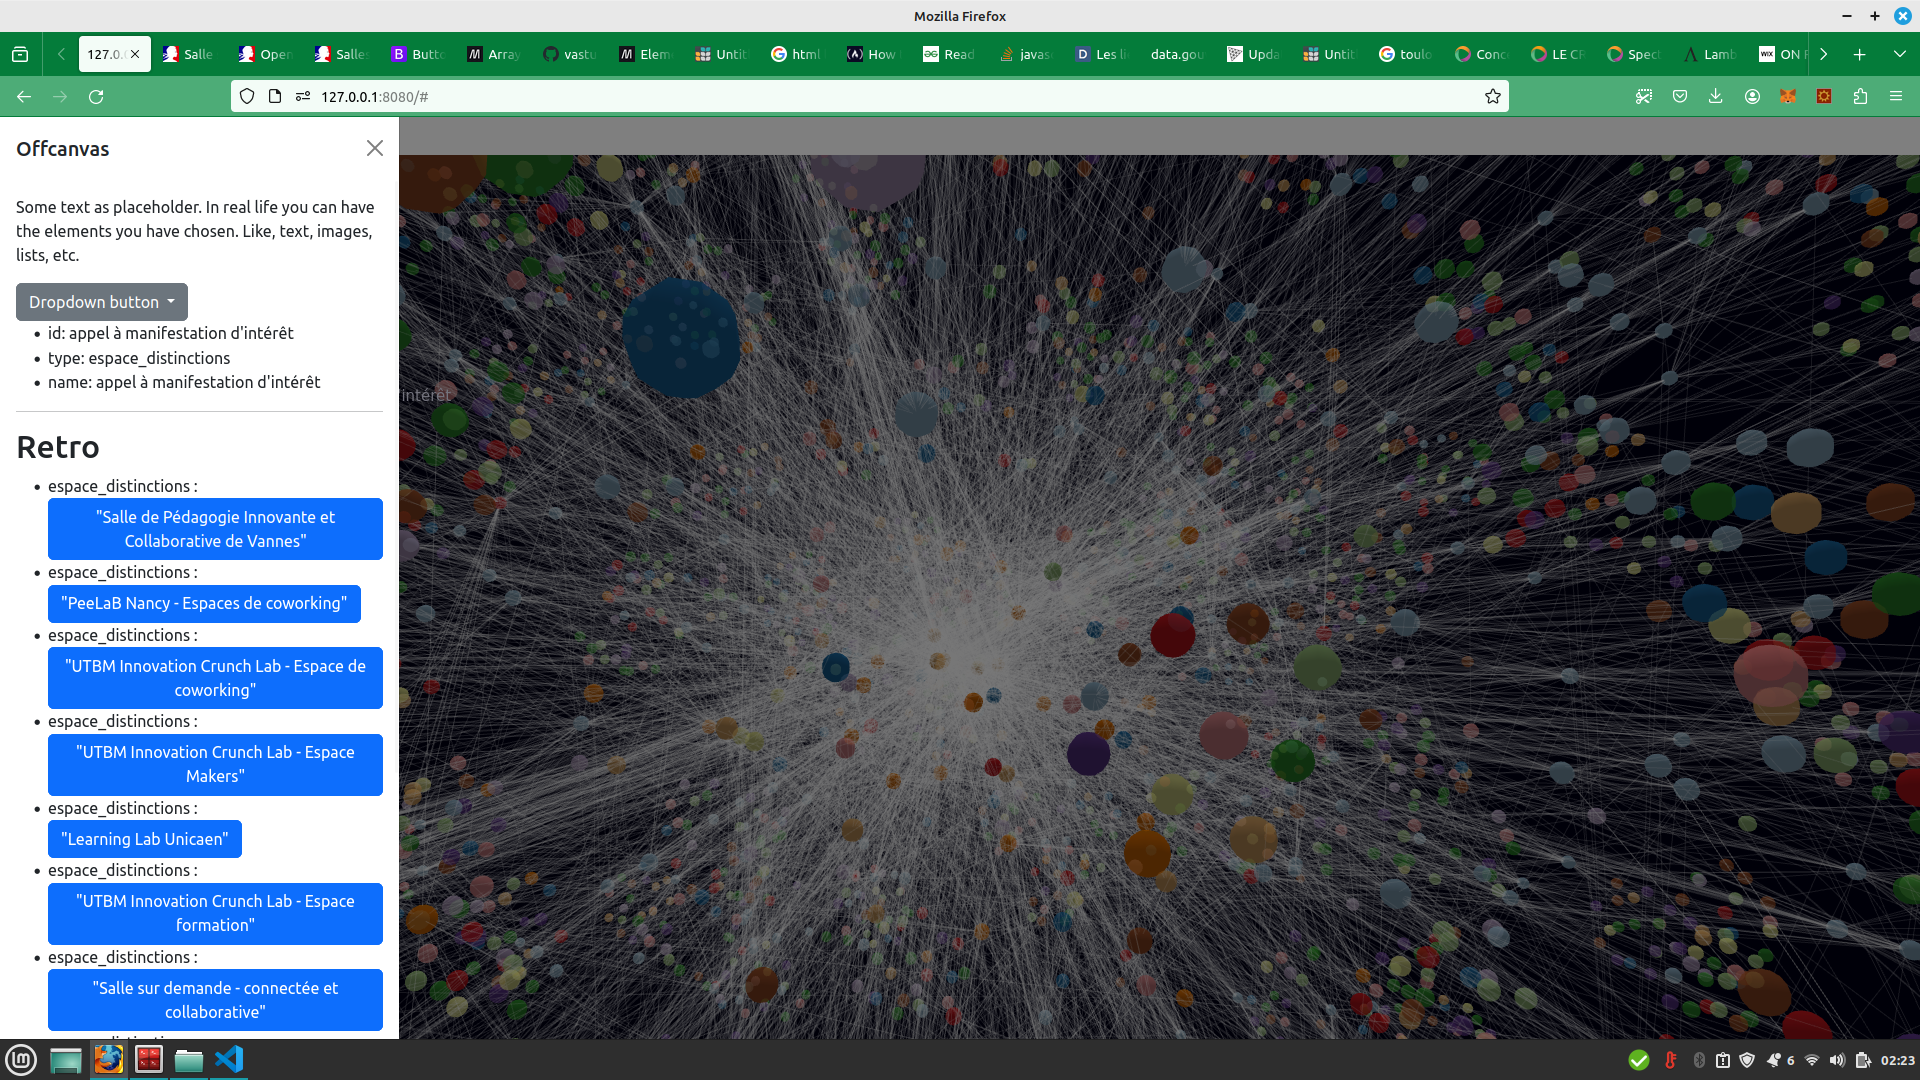 Mozilla Firefox
127.0.0
Salle
Open
Salles
Butto
Array
vastu
Elem
Untit
html
How
Read
javas
Les li
data.gou
Upda
Untit
toulo
Conc
LE CR
Spect
Lamb
ON
127.0.0.1:8080/#
Offcanvas
Some text as placeholder. In real life you can have
the elements you have chosen. Like, text, images,
lists, etc.
Dropdown button
id: appel à manifestation d'intérêt
type: espace_distinctions
name: appel à manifestation d'intérêt
intérêt
Retro
espace_distinctions :
"Salle de Pédagogie Innovante et
Collaborative de Vannes"
espace_distinctions :
"PeeLaB Nancy - Espaces de coworking"
espace_distinctions :
"UTBM Innovation Crunch Lab - Espace de
coworking"
espace_distinctions :
"UTBM Innovation Crunch Lab - Espace
Makers"
espace_distinctions :
"Learning Lab Unicaen"
espace_distinctions :
"UTBM Innovation Crunch Lab - Espace
formation"
espace_distinctions :
"Salle sur demande - connectée et
collaborative"
6
02:23